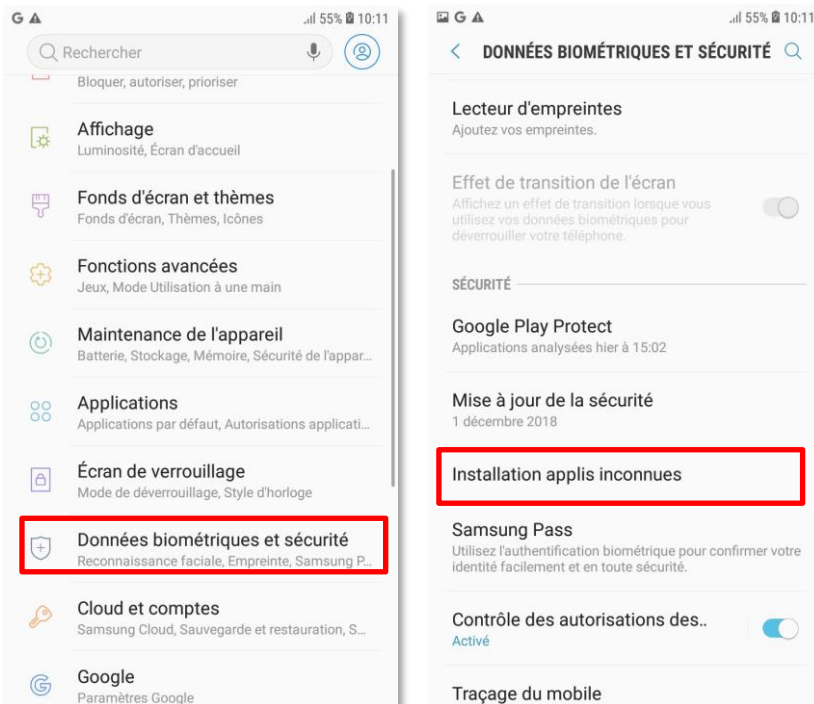 G 55% 10:11
Rechercher
Bloquer, autoriser, prioriser
Affichage
Luminosité, Écran d'accueil
Fonds d'écran et thèmes
Fonds d'écran, Thèmes, Icônes
Fonctions avancées
Jeux, Mode Utilisation à une main
Maintenance de l'appareil
Batterie, Stockage, Mémoire, Sécurité de l'appar...
Applications
Applications par défaut, Autorisations applicati...
Écran de verrouillage
Mode de déverrouillage, Style d'horloge
Données biométriques et sécurité
Reconnaissance faciale, Empreinte, Samsung P...
Cloud et comptes
Samsung Cloud, Sauvegarde et restauration, S...
Google
Paramètres Google
G 55% 10:11
DONNÉES BIOMÉTRIQUES ET SÉCURITÉ
Lecteur d'empreintes
Ajoutez vos empreintes.
Effet de transition de l'écran
Affichez un effet de transition lorsque vous
utilisez vos données biométriques pour
déverrouiller votre téléphone.
SÉCURITÉ
Google Play Protect
Applications analysées hier à 15:02
Mise à jour de la sécurité
1 décembre 2018
Installation applis inconnues
Samsung Pass
Utilisez l'authentification biométrique pour confirmer votre
identité facilement et en toute sécurité.
Contrôle des autorisations des..
Activé
Traçage du mobile